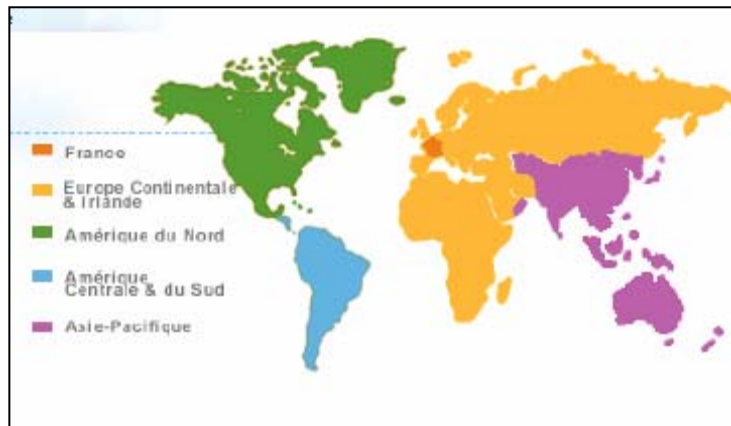 France
Europe Continentale
& Irlande
Amérique du Nord
Amérique
Centrale & du Sud
Asie-Pacifique